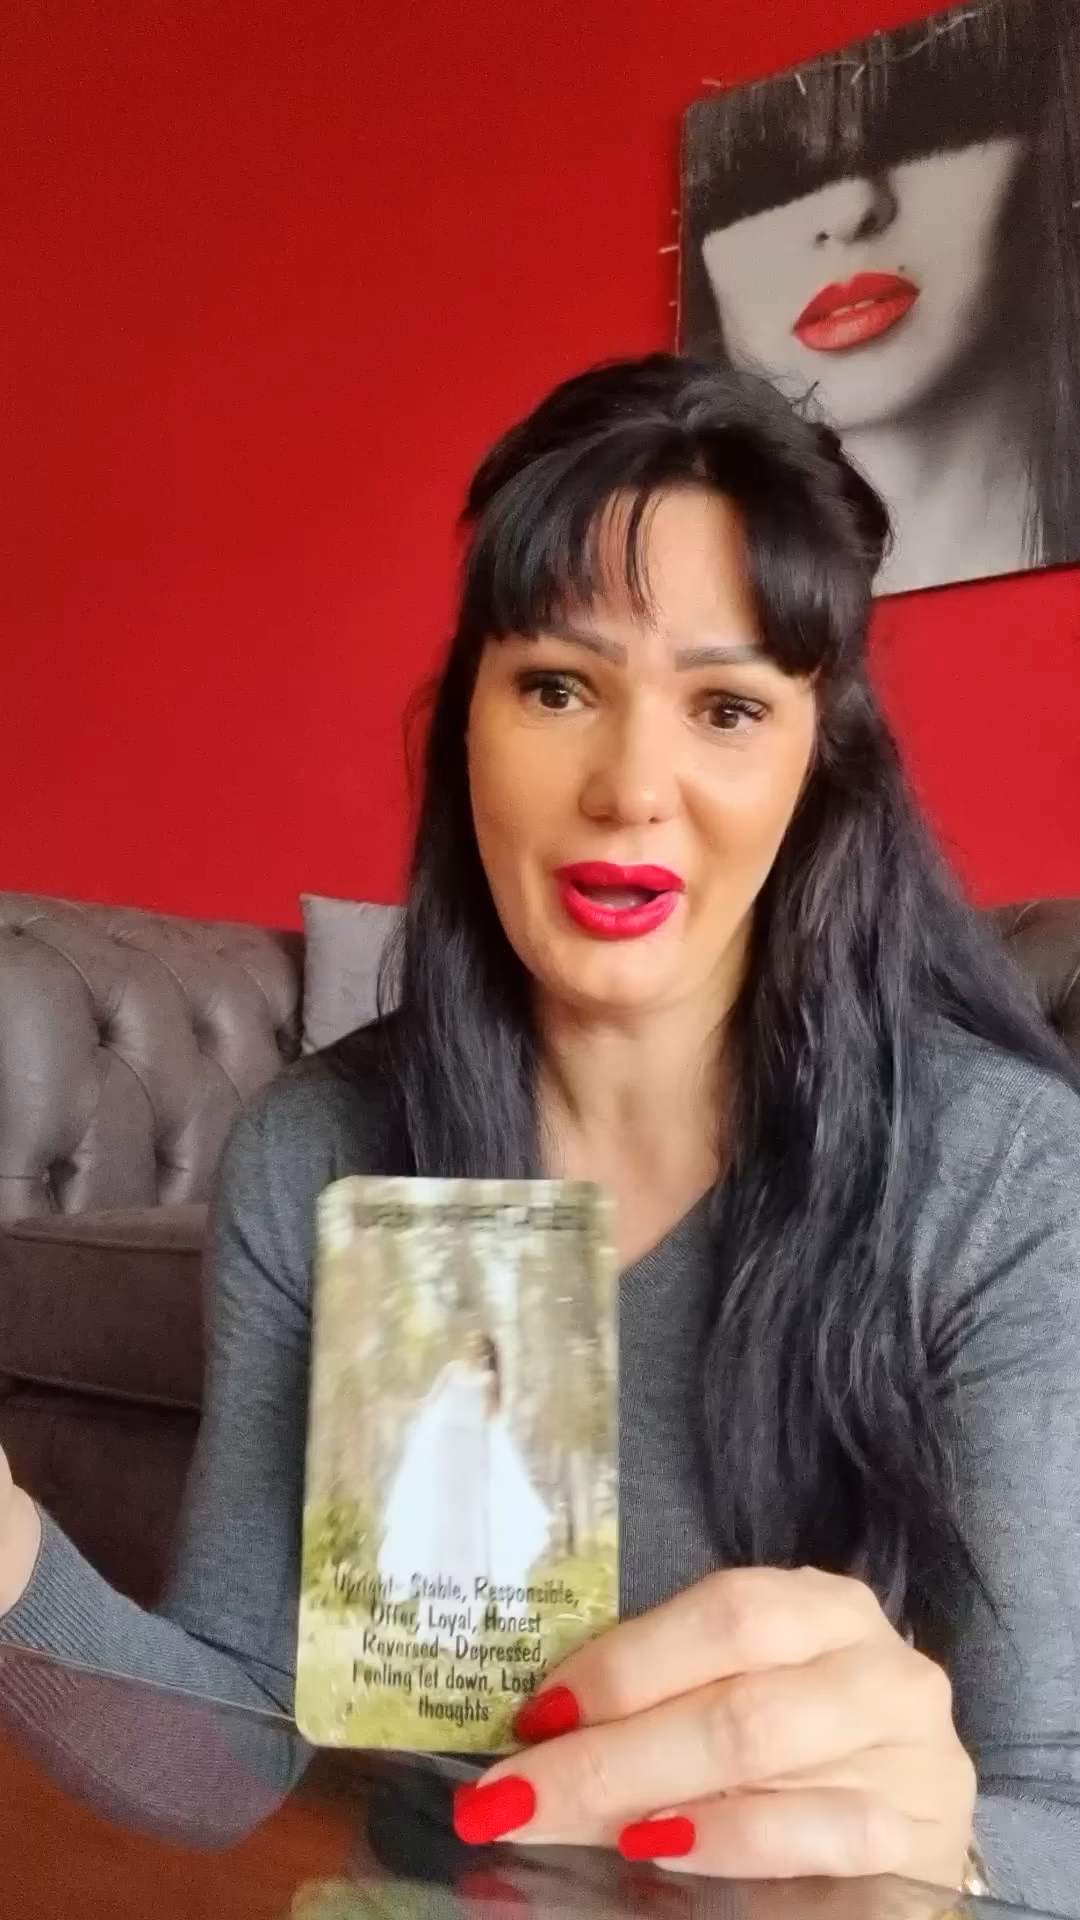 Upright- Stable, Responsible,
Offer, Loyal, Honest
Reversed- Depressed,
Feeling let down, Lost
thoughts